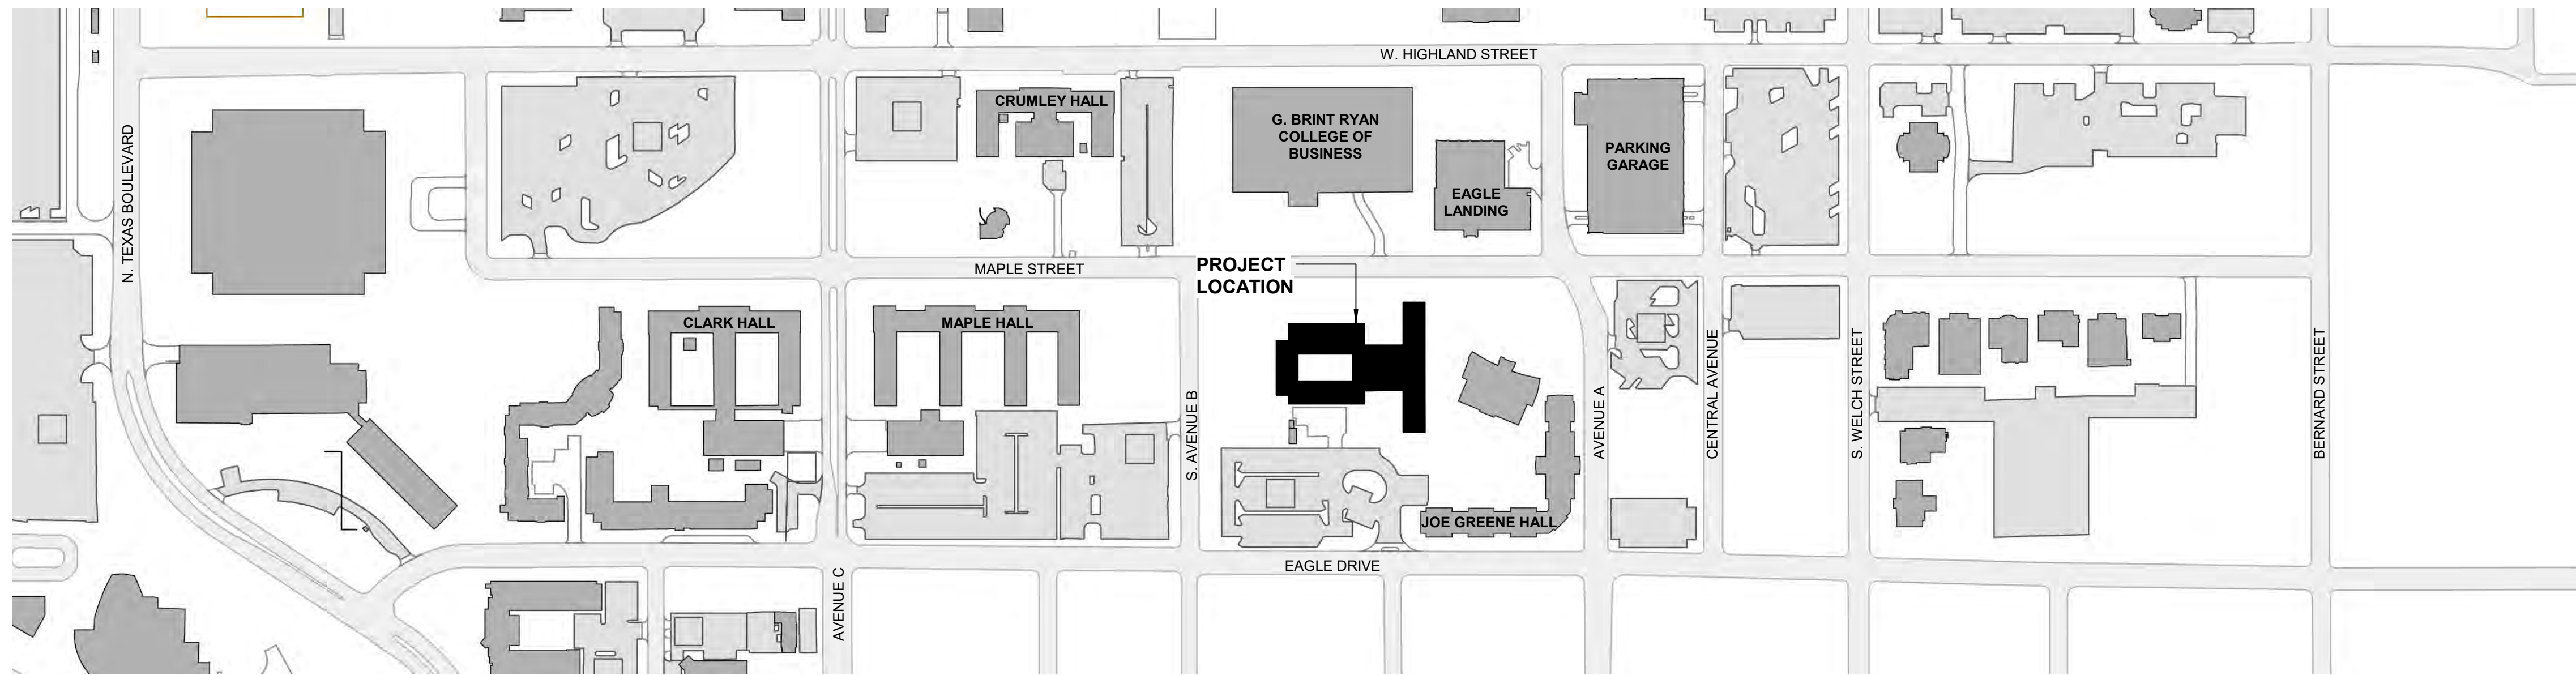 W. HIGHLAND STREET
CRUMLEY HALL
G. BRINT RYAN
COLLEGE OF
BUSINESS
PARKING
GARAGE
EAGLE
LANDING
N. TEXAS BOULEVARD
MAPLE STREET
PROJECT
LOCATION
CLARK HALL
MAPLE HALL
S. AVENUE B
AVENUE A
CENTRAL AVENUE
S. WELCH STREET
BERNARD STREET
JOE GREENE HALL
EAGLE DRIVE
AVENUE C